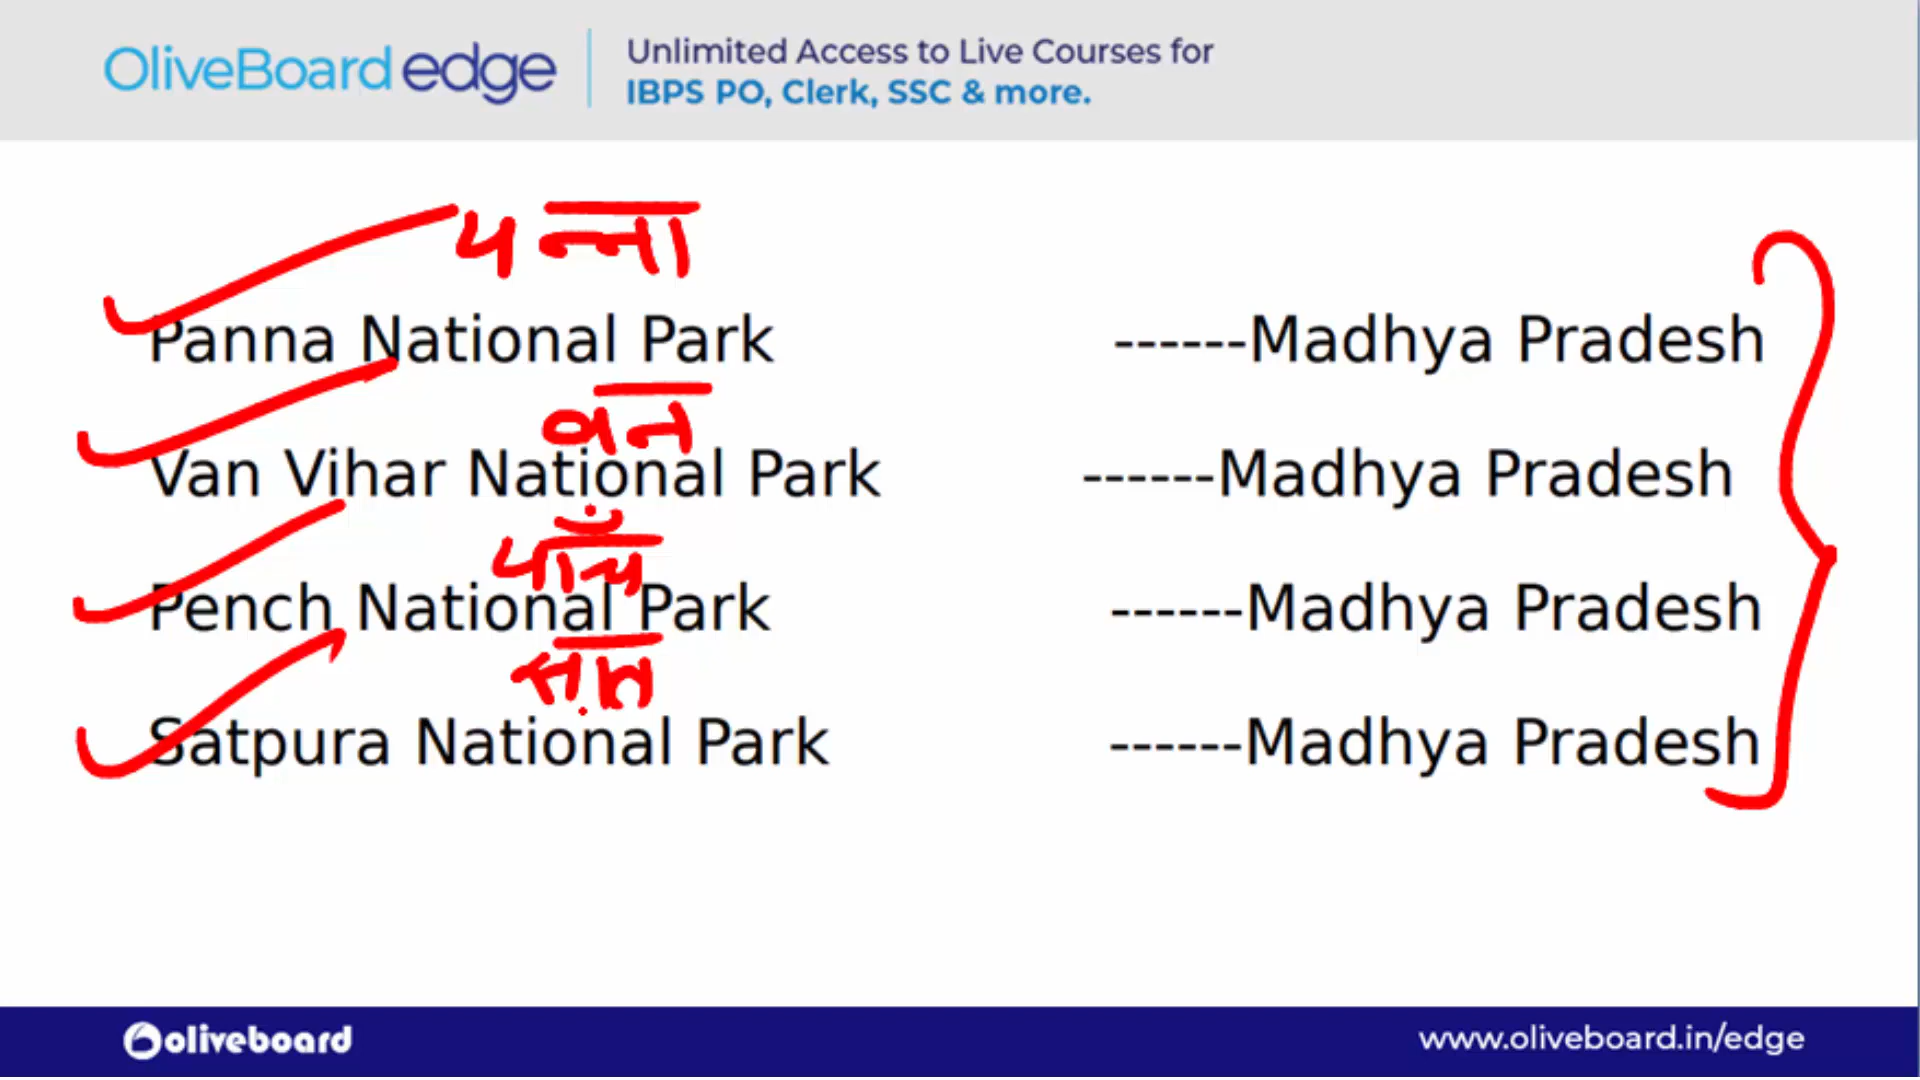 OliveBoard edge
Unlimited Access to Live Courses for
IBPS PO, Clerk, SSC & more.
पन्ना
Panna National Park ------Madhya Pradesh
वन
Van Vihar National Park ------Madhya Pradesh
पाँच
Pench National Park ------Madhya Pradesh
सात
Satpura National Park ------Madhya Pradesh
oliveboard
www.oliveboard.in/edge